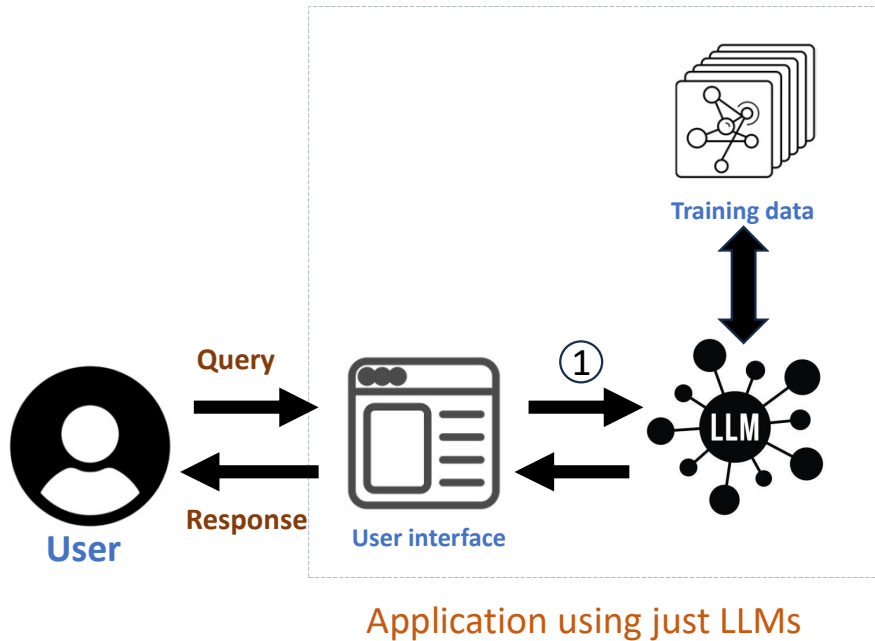 Training data
Query
1
LLM
Response
User
User interface
Application using just LLMs